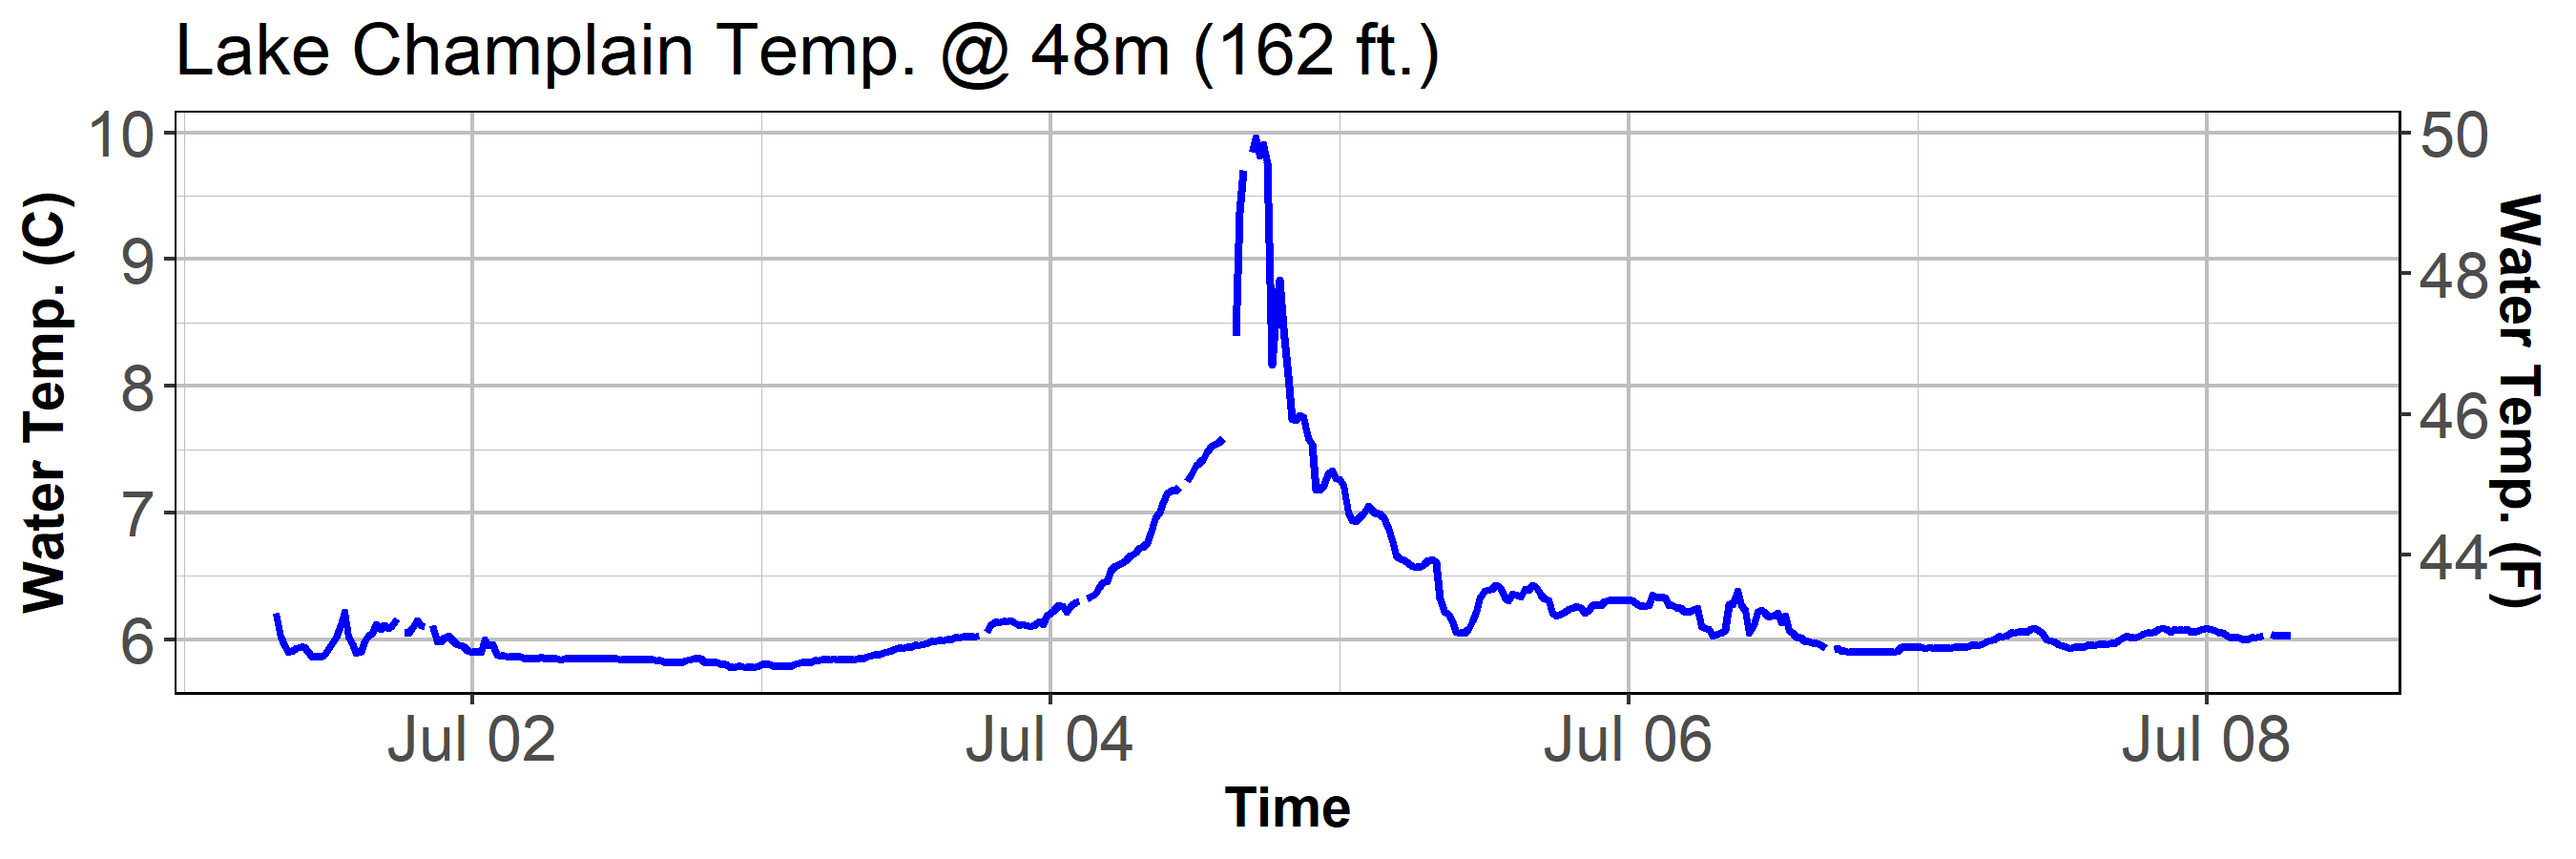 Lake Champlain Temp. @ 48m (162 ft.)
Water Temp. (C)
10
9
8
7
6
50
48
46
44
Water Temp. (F)
Jul 02 Jul 04 Jul 06 Jul 08
Time